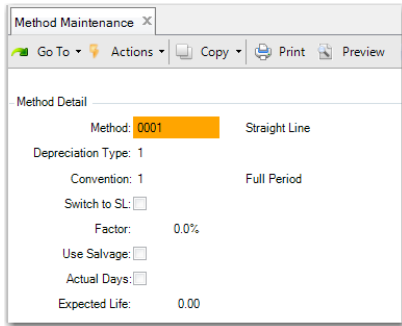 Method Maintenance X
Go To Actions Copy Print Preview
Method Detail
Method: 0001 Straight Line
Depreciation Type: 1
Convention: 1 Full Period
Switch to SL:
Factor: 0.0%
Use Salvage:
Actual Days:
Expected Life: 0.00